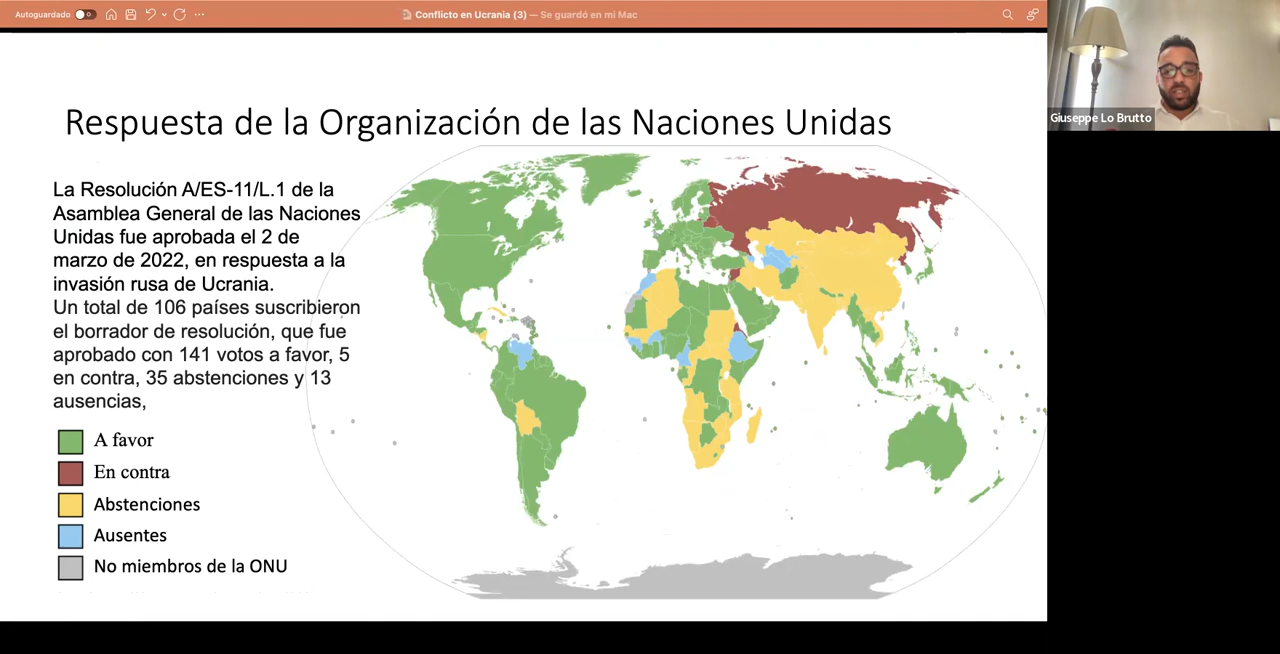 Autoguardado
Conflicto en Ucrania (3) — Se guardó en mi Mac
Giuseppe Lo Brutto
Respuesta de la Organización de las Naciones Unidas
La Resolución A/ES-11/L.1 de la
Asamblea General de las Naciones
Unidas fue aprobada el 2 de
marzo de 2022, en respuesta a la
invasión rusa de Ucrania.
Un total de 106 países suscribieron
el borrador de resolución, que fue
aprobado con 141 votos a favor, 5
en contra, 35 abstenciones y 13
ausencias,
A favor
En contra
Abstenciones
Ausentes
No miembros de la ONU